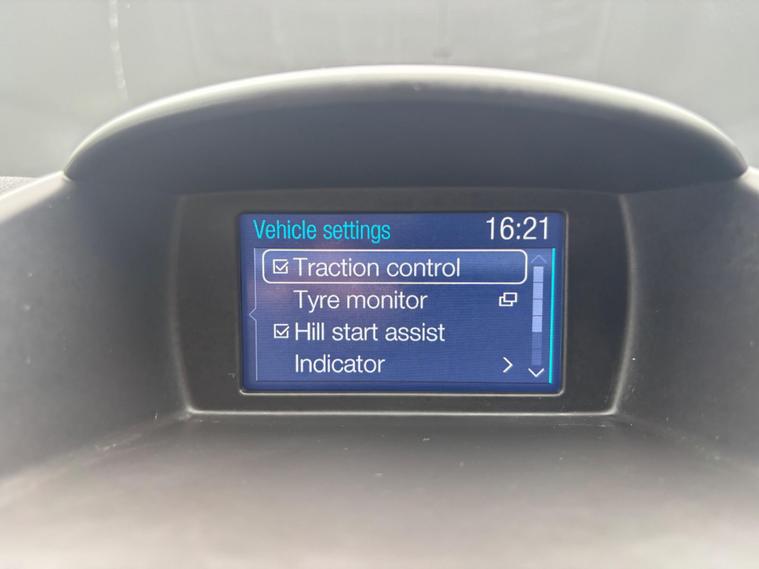 Vehicle settings 16:21
Traction control
Tyre monitor
Hill start assist
Indicator